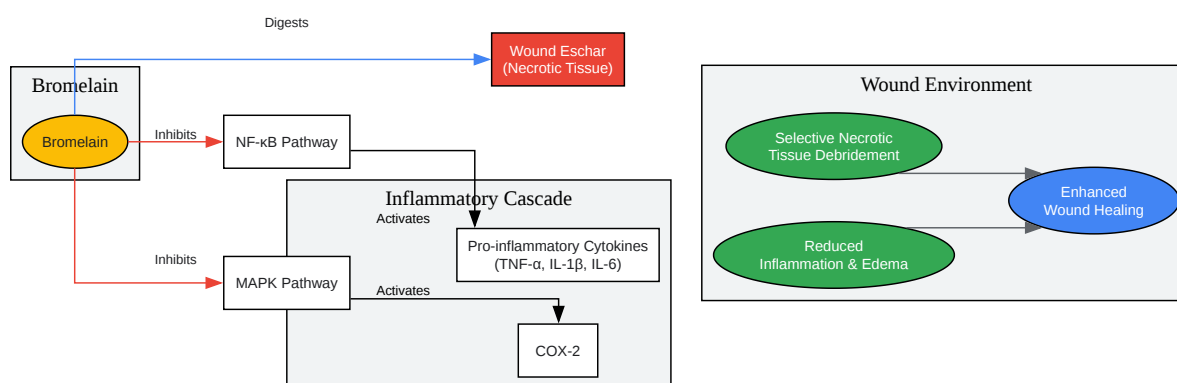 Digests
Wound Eschar
(Necrotic Tissue)
Bromelain
Bromelain
Inhibits
NF-κB Pathway
Inflammatory Cascade
Activates
Pro-inflammatory Cytokines
(TNF-α, IL-1β, IL-6)
Inhibits
MAPK Pathway
Activates
COX-2
Wound Environment
Selective Necrotic
Tissue Debridement
Enhanced
Wound Healing
Reduced
Inflammation & Edema